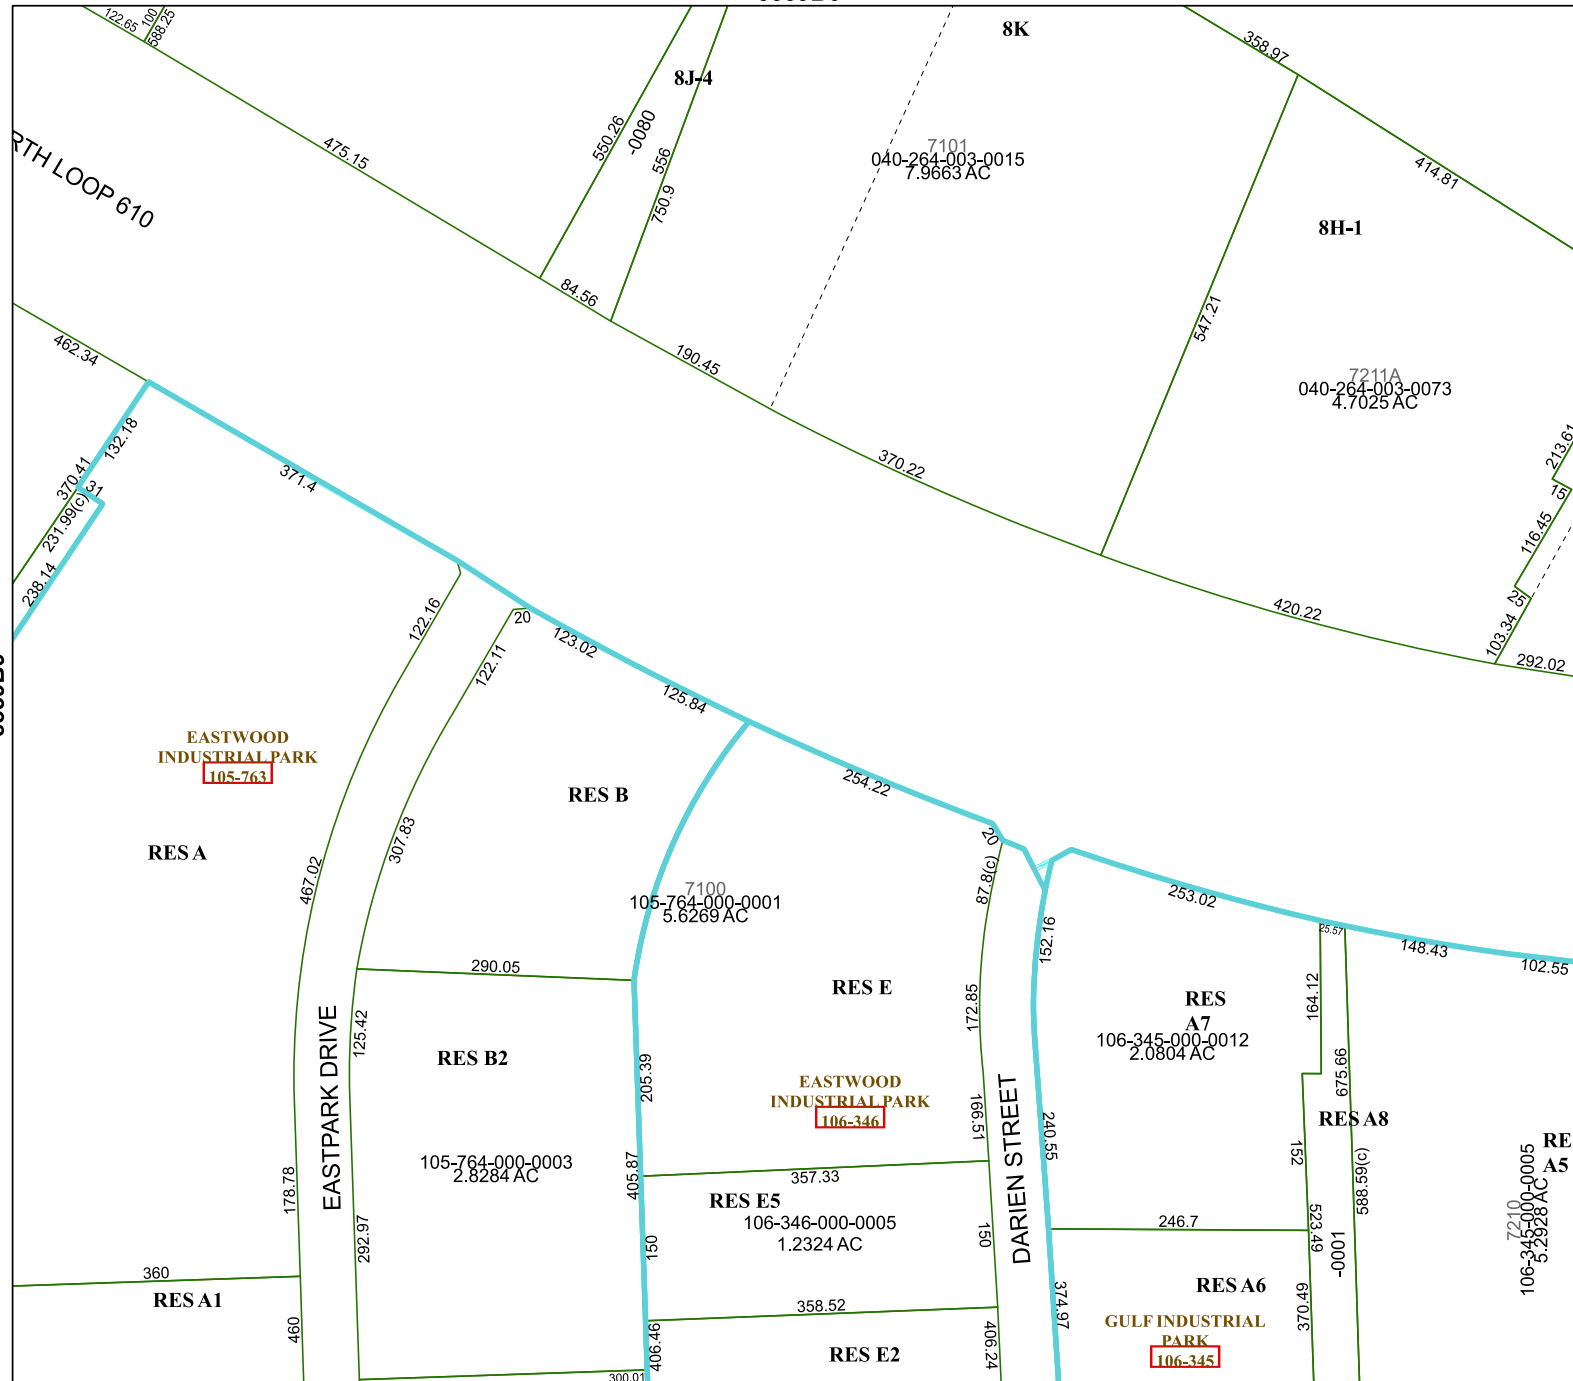 122.65
100
588.25
475.15
RTH LOOP 610
462.34
8J-4
550.26
-0080
556
750.9
84.56
190.45
8K
7101
040-264-003-0015
7.9663 AC
358.97
414.81
8H-1
547.21
7211A
040-264-003-0073
4.7025 AC
370.22
420.22
213.61
15
116.45
25
103.34
292.02
132.18
370.41
31
231.99(c)
238.14
371.4
122.16
20
122.11
123.02
125.84
254.22
EASTWOOD
INDUSTRIAL PARK
105-763
RES A
RES B
307.83
467.02
7100
105-764-000-0001
5.6269 AC
20
87.8(c)
152.16
253.02
25.57
148.43
102.55
290.05
125.42
EASTPARK DRIVE
RES B2
105-764-000-0003
2.8284 AC
205.39
405.87
RES E
172.85
EASTWOOD
INDUSTRIAL PARK
106-346
166.51
DARIEN STREET
240.55
RES
A7
106-345-000-0012
2.0804 AC
164.12
675.66
RES A8
152
588.59(c)
RE
A5
7210
106-345-000-0005
5.2928 AC
357.33
RES E5
106-346-000-0005
1.2324 AC
150
150
178.78
292.97
360
RES A1
460
246.7
523.49
-0001
RES A6
370.49
374.97
GULF INDUSTRIAL
PARK
106-345
358.52
RES E2
406.46
406.24
300.01